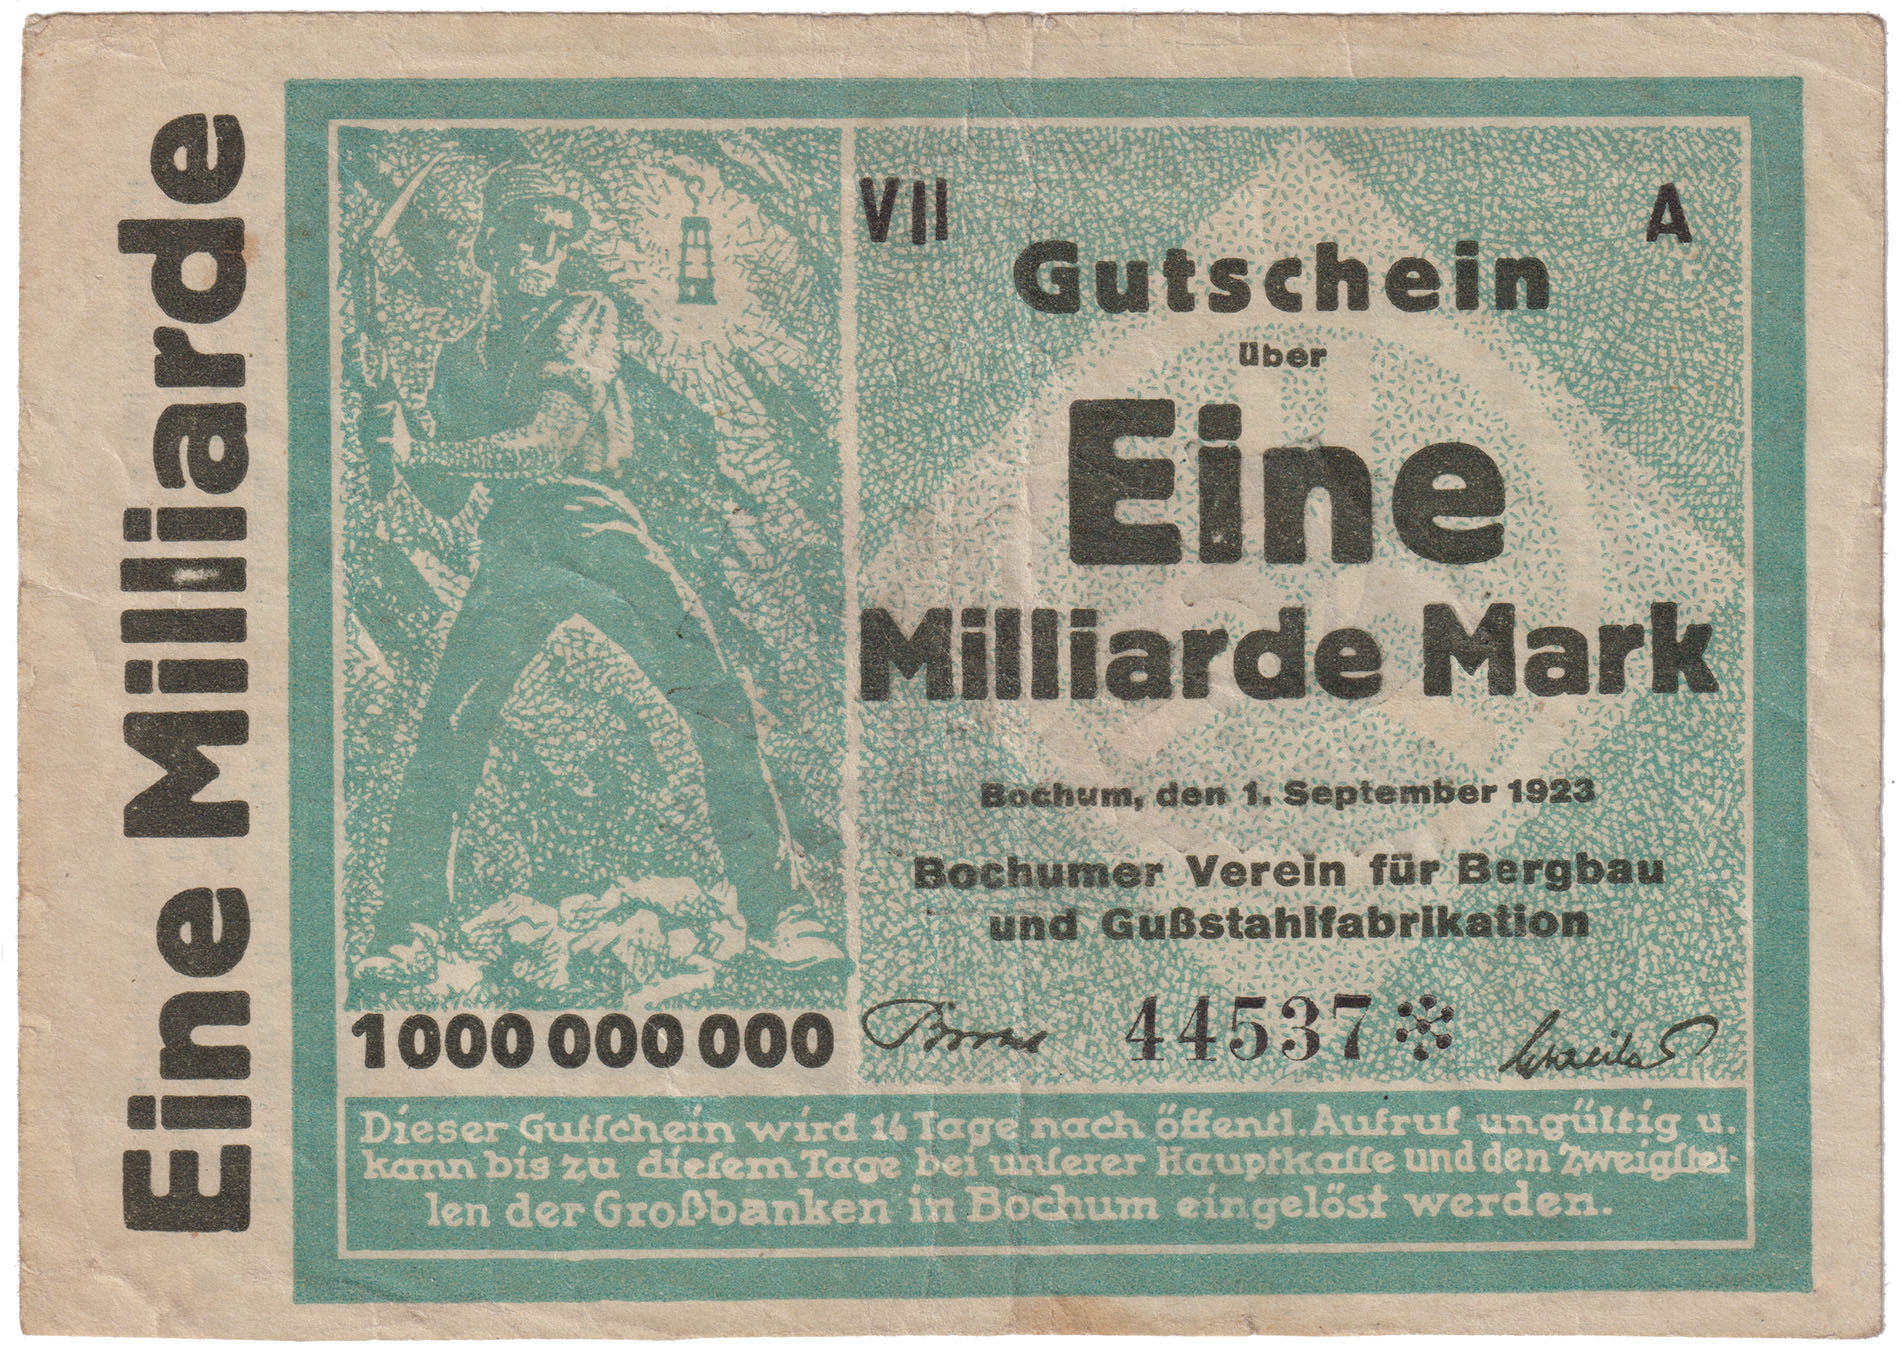 Eine Milliarde
VII
A
Gutschein
über
Eine
Milliarde Mark
Bochum, den 1. September 1923
Bochumer Verein für Bergbau
und Gußstahlfabrikation
44537
1000 000 000
Dieser Gutschein wird 14 Tage nach öffentl. Aufruf ungültig u.
kann bis zu diesem Tage bei unserer Hauptkasse und den Zweigstel-
len der Großbanken in Bochum eingelöst werden.